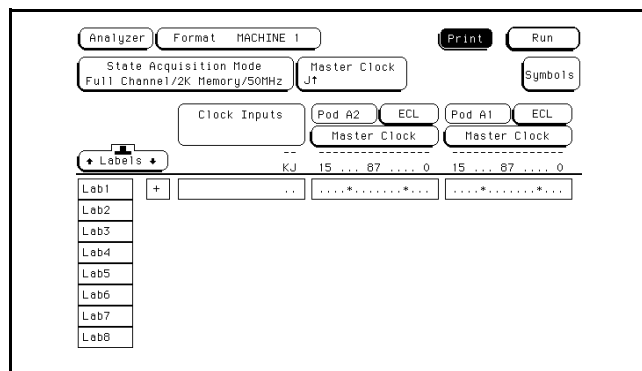 Analyzer Format MACHINE 1 Print Run
State Acquisition Mode
Full Channel/2K Memory/50MHz
Master Clock
J↑
Symbols
Clock Inputs
Pod A2 ECL Pod A1 ECL
Master Clock Master Clock
↑ Labels ↓
KJ 15 ... 87 .... 0 15 ... 87 .... 0
Lab1 + .. ....*.......*... ....*.......*...
Lab2
Lab3
Lab4
Lab5
Lab6
Lab7
Lab8